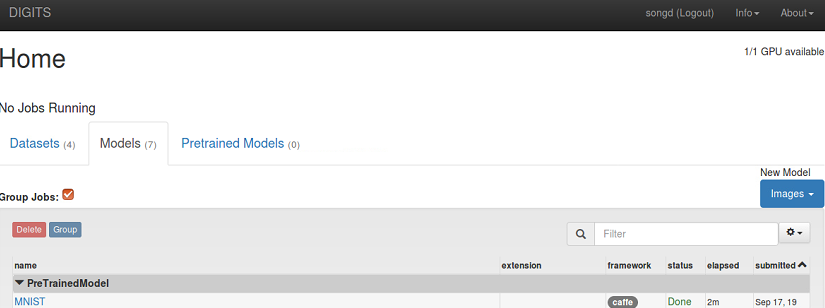 DIGITS songd (Logout) Info About
Home 1/1 GPU available
No Jobs Running
Datasets (4) Models (7) Pretrained Models (0)
New Model
Group Jobs: Images
Delete Group Filter
name extension framework status elapsed submitted
PreTrainedModel
MNIST caffe Done 2m Sep 17, 19